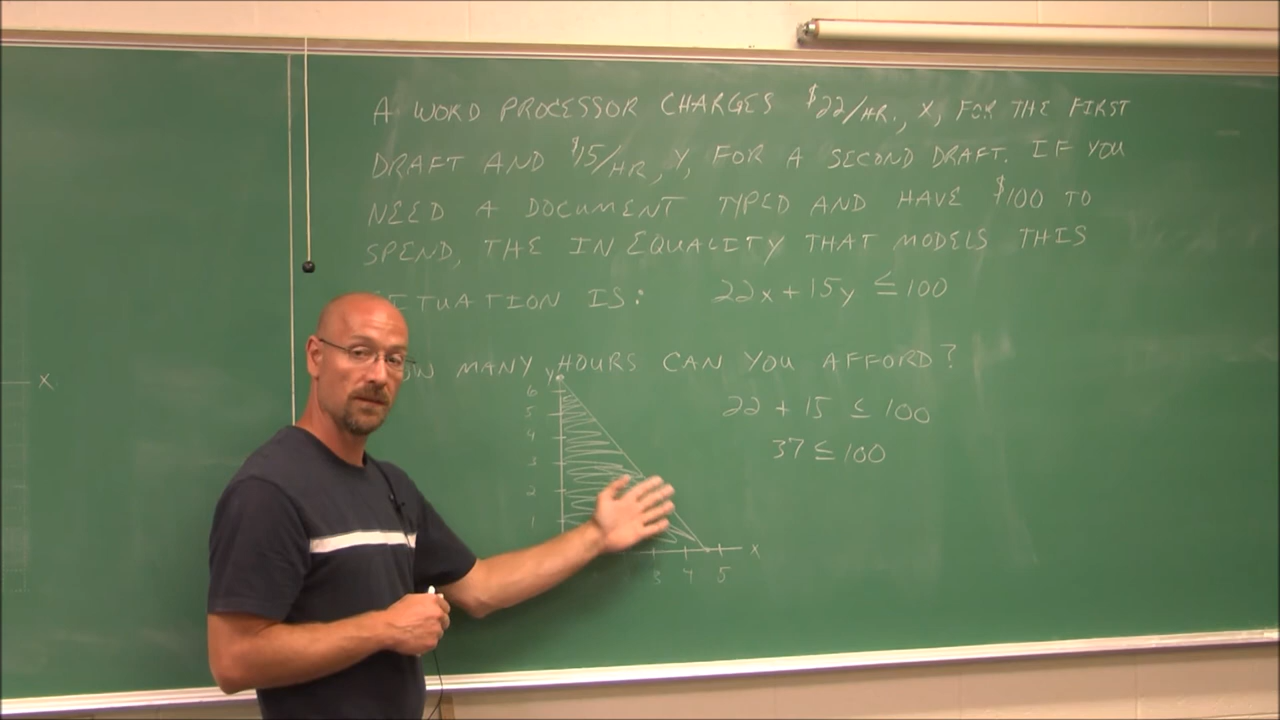 A WORD PROCESSOR CHARGES $22/HR., X, FOR THE FIRST
DRAFT AND $15/HR, Y, FOR A SECOND DRAFT. IF YOU
NEED A DOCUMENT TYPED AND HAVE $100 TO
SPEND, THE INEQUALITY THAT MODELS THIS
IS: 22x+15y ≤100
MANY HOURS CAN YOU AFFORD?
22 + 15 ≤ 100
37 ≤ 100
Y
6
5
4
3
2
1
X
3 4 5
X